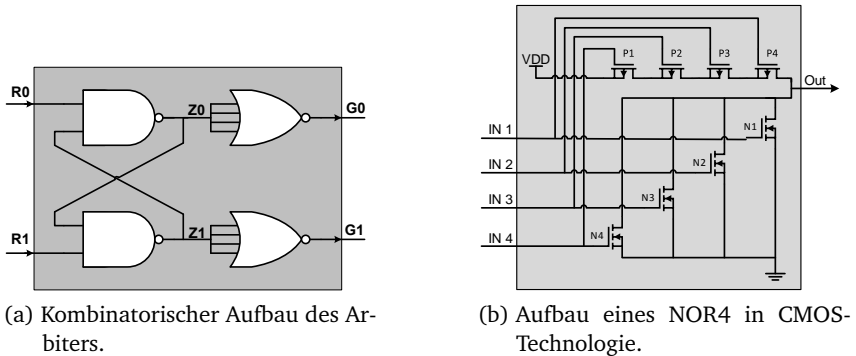 R0
Z0
G0
R1
Z1
G1
P1
P2
P3
P4
VDD
Out
IN 1
N1
IN 2
N2
IN 3
N3
IN 4
N4
(a) Kombinatorischer Aufbau des Ar-
biters.
(b) Aufbau eines NOR4 in CMOS-
Technologie.